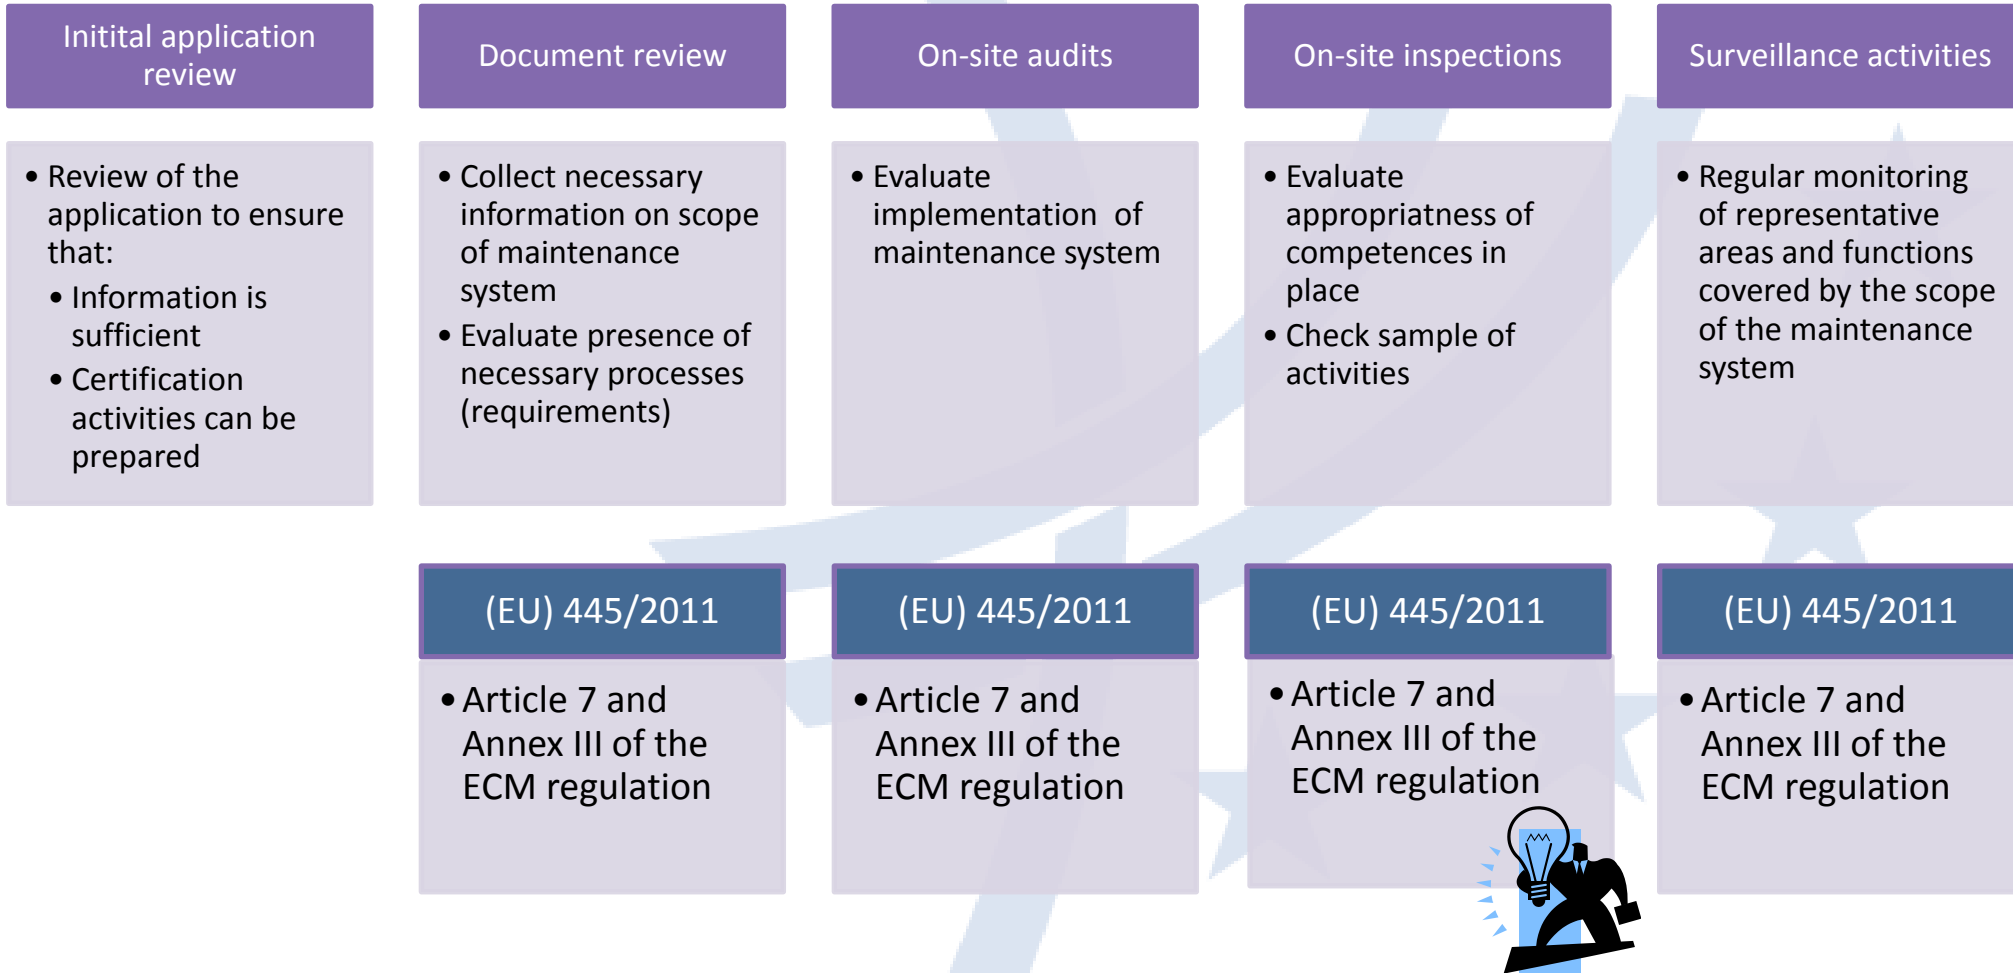 Initital application
review
• Review of the
application to ensure
that:
• Information is
sufficient
• Certification
activities can be
prepared
Document review
• Collect necessary
information on scope
of maintenance
system
• Evaluate presence of
necessary processes
(requirements)
(EU) 445/2011
• Article 7 and
Annex III of the
ECM regulation
On-site audits
• Evaluate
implementation of
maintenance system
(EU) 445/2011
• Article 7 and
Annex III of the
ECM regulation
On-site inspections
• Evaluate
appropriatness of
competences in
place
• Check sample of
activities
(EU) 445/2011
• Article 7 and
Annex III of the
ECM regulation
Surveillance activities
• Regular monitoring
of representative
areas and functions
covered by the scope
of the maintenance
system
(EU) 445/2011
• Article 7 and
Annex III of the
ECM regulation